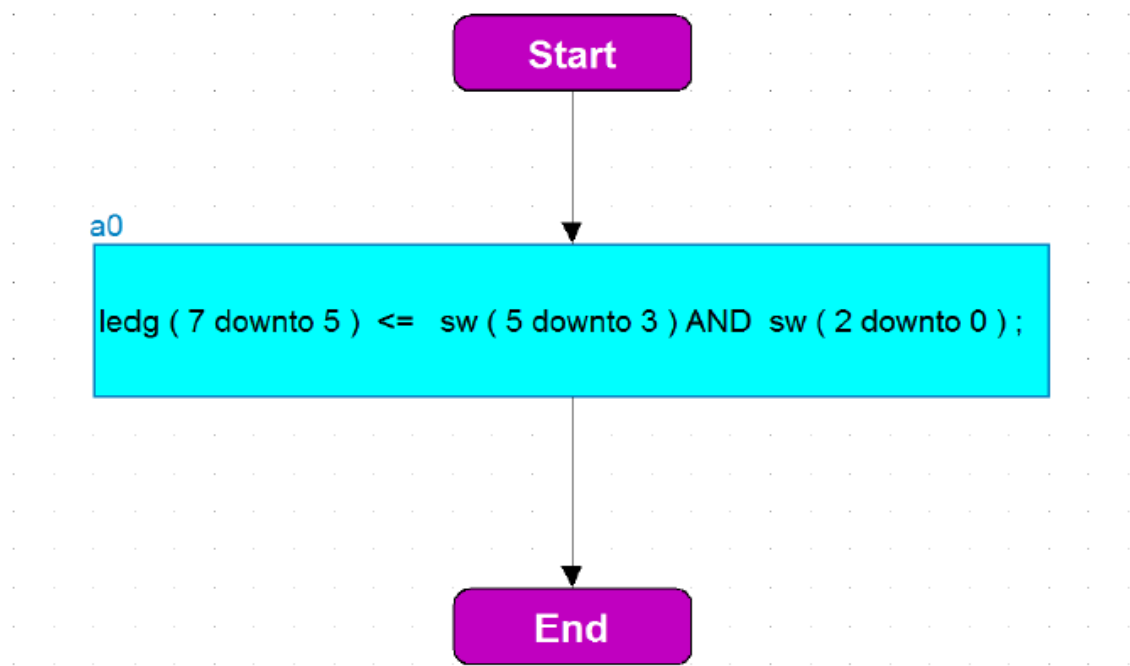 Start
a0
ledg ( 7 downto 5 ) <= sw ( 5 downto 3 ) AND sw ( 2 downto 0 ) ;
End